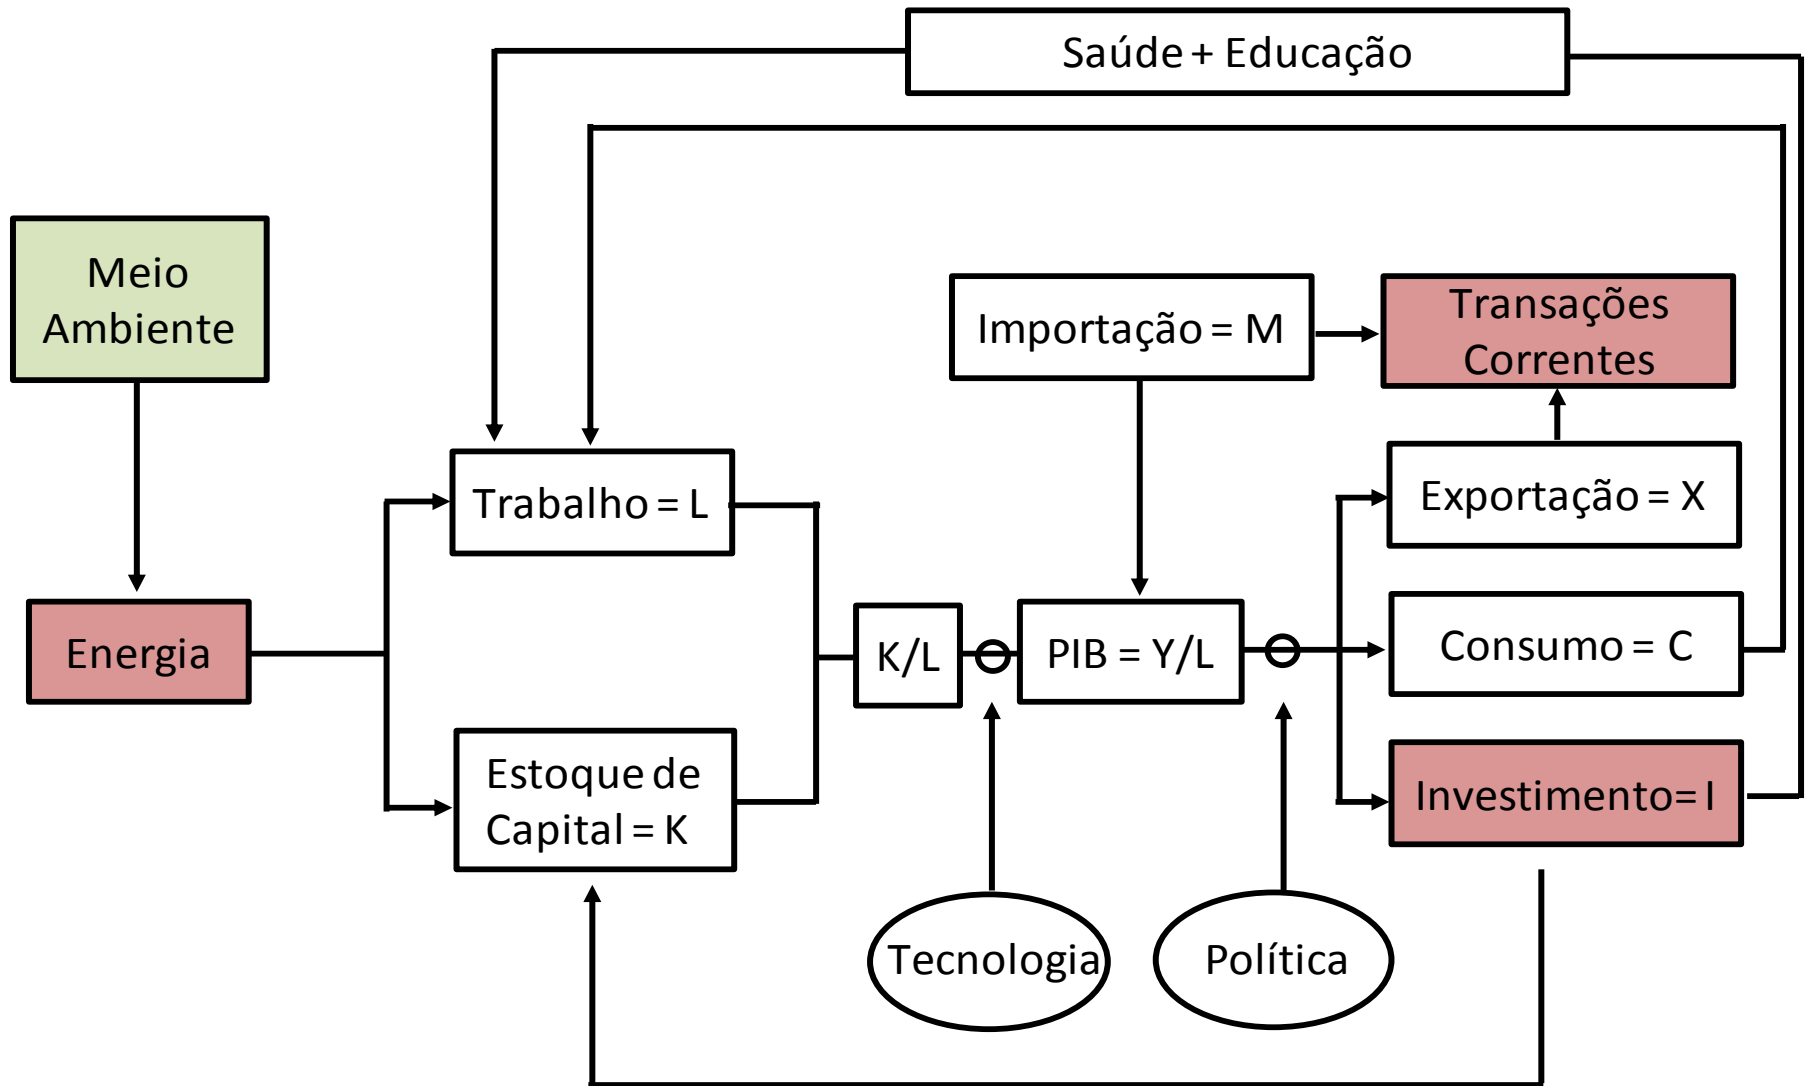 Saúde + Educação
Meio
Ambiente
Importação = M
Transações
Correntes
Trabalho = L
Exportação = X
Energia
K/L
PIB = Y/L
Consumo = C
Estoque de
Capital = K
Investimento= I
Tecnologia
Política